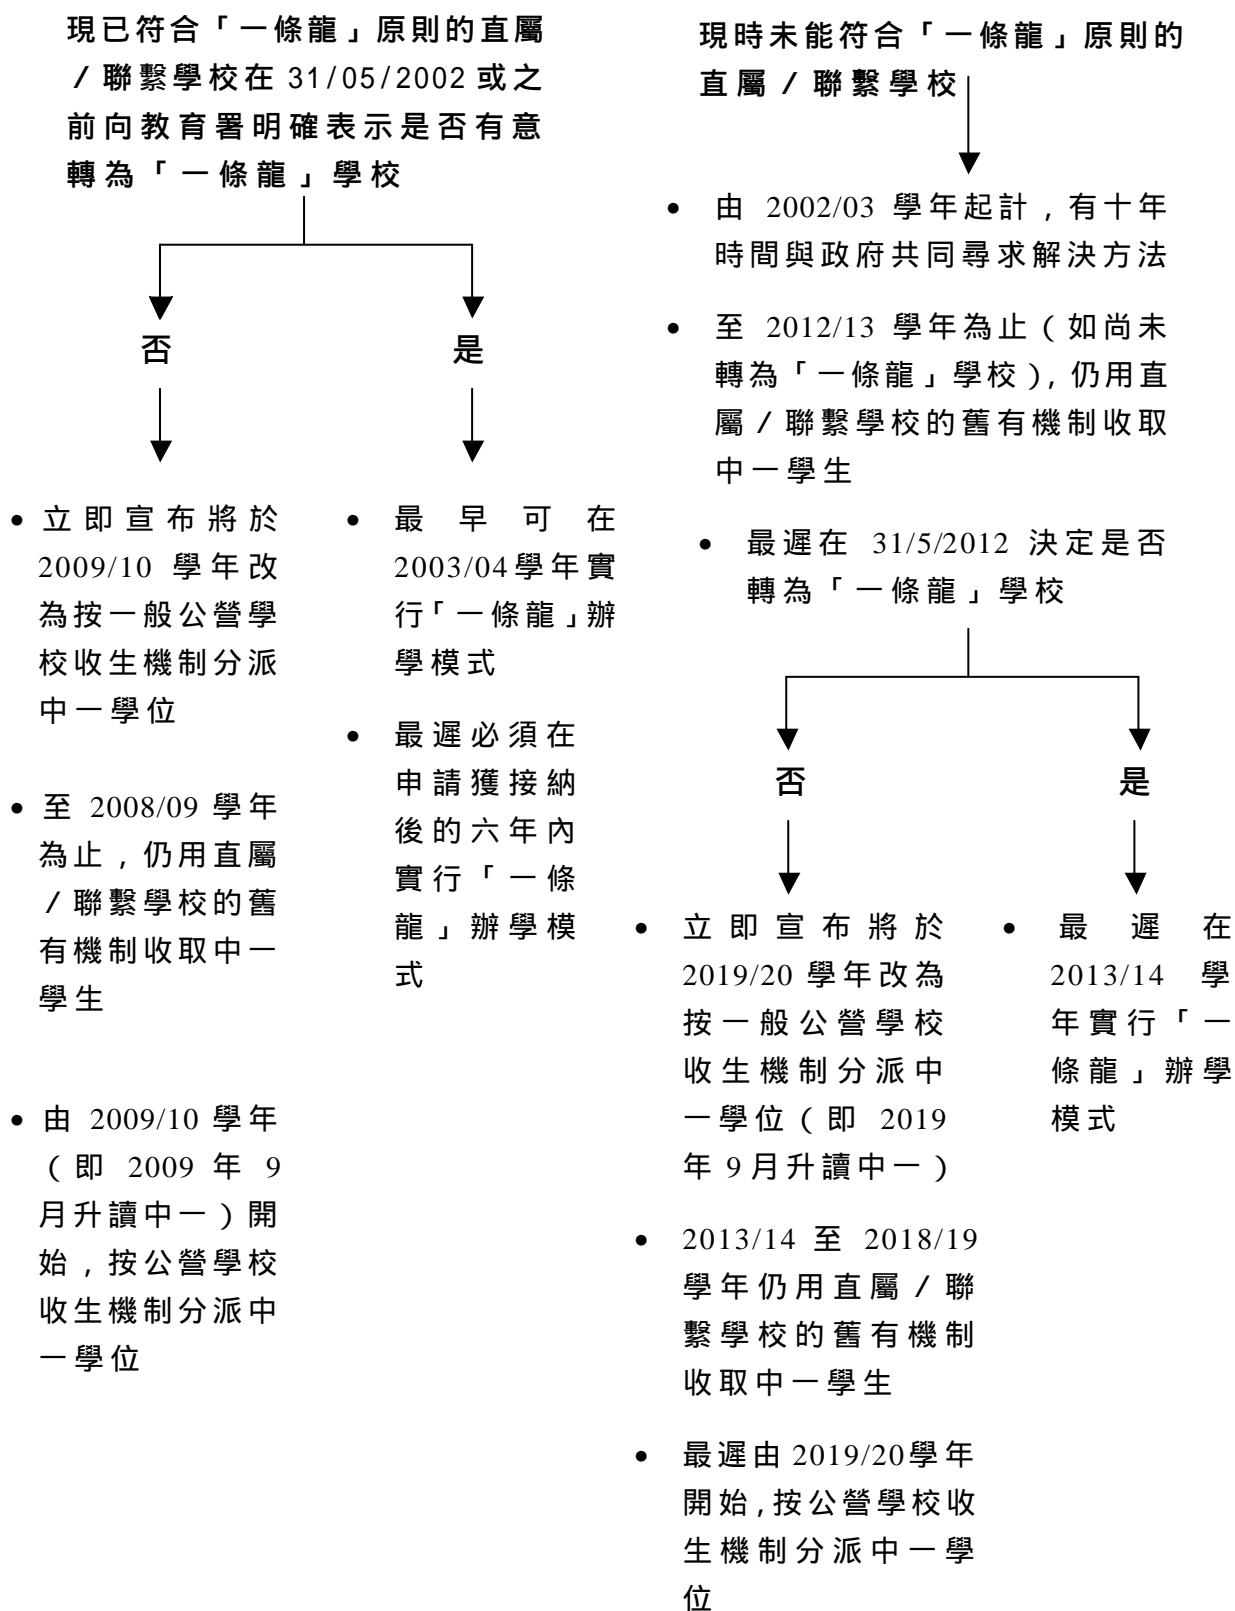 現已符合「一條龍」原則的直屬
/ 聯繫學校在 31/05/2002 或之
前向教育署明確表示是否有意
轉為「一條龍」學校
否
是
• 立即宣布將於
2009/10 學年改
為按一般公營學
校收生機制分派
中一學位
• 至 2008/09 學年
為止，仍用直屬
/ 聯繫學校的舊
有機制收取中一
學生
• 由 2009/10 學年
（即 2009 年 9
月升讀中一）開
始，按公營學校
收生機制分派中
一學位
• 最早可在
2003/04學年實
行「一條龍」辦
學模式
• 最遲必須在
申請獲接納
後的六年內
實行「一條
龍」辦學模
式
現時未能符合「一條龍」原則的
直屬 / 聯繫學校
• 由 2002/03 學年起計，有十年
時間與政府共同尋求解決方法
• 至 2012/13 學年為止（如尚未
轉為「一條龍」學校），仍用直
屬 / 聯繫學校的舊有機制收取
中一學生
• 最遲在 31/5/2012 決定是否
轉為「一條龍」學校
否
是
• 立即宣布將於
2019/20 學年改為
按一般公營學校
收生機制分派中
一學位（即 2019
年 9月升讀中一）
• 2013/14 至 2018/19
學年仍用直屬 / 聯
繫學校的舊有機制
收取中一學生
• 最遲由 2019/20學年
開始，按公營學校收
生機制分派中一學
位
• 最遲在
2013/14 學
年實行「一
條龍」辦學
模式